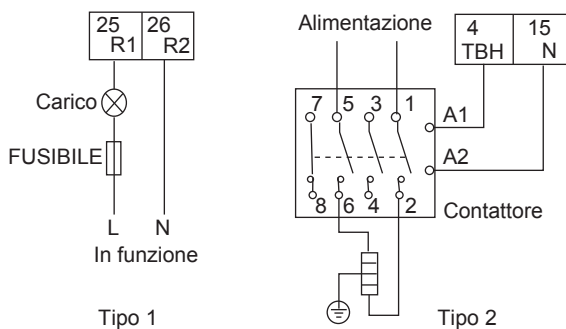 25 26
R1 R2
Carico
FUSIBILE
L N
In funzione
Tipo 1
Alimentazione
4 15
TBH N
7 5 3 1
A1
A2
8 6 4 2
Contattore
Tipo 2